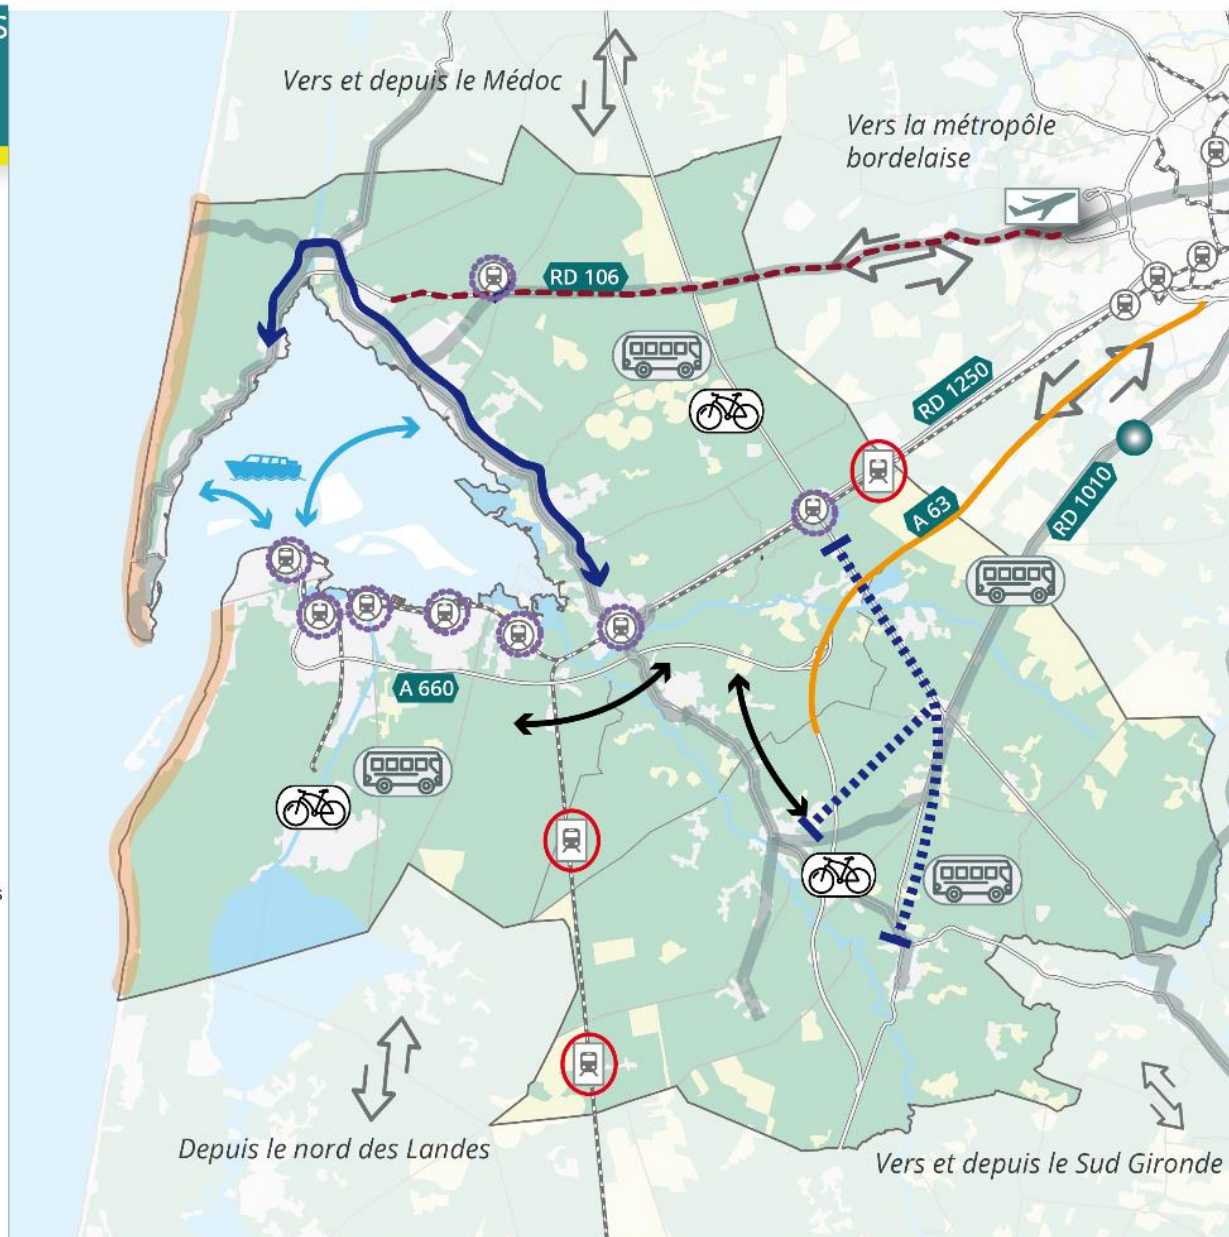 S
Vers et depuis le Médoc
Vers la métropôle
bordelaise
RD 106
RD 1250
A 63
RD 1010
A 660
s
Depuis le nord des Landes
Vers et depuis le Sud Gironde